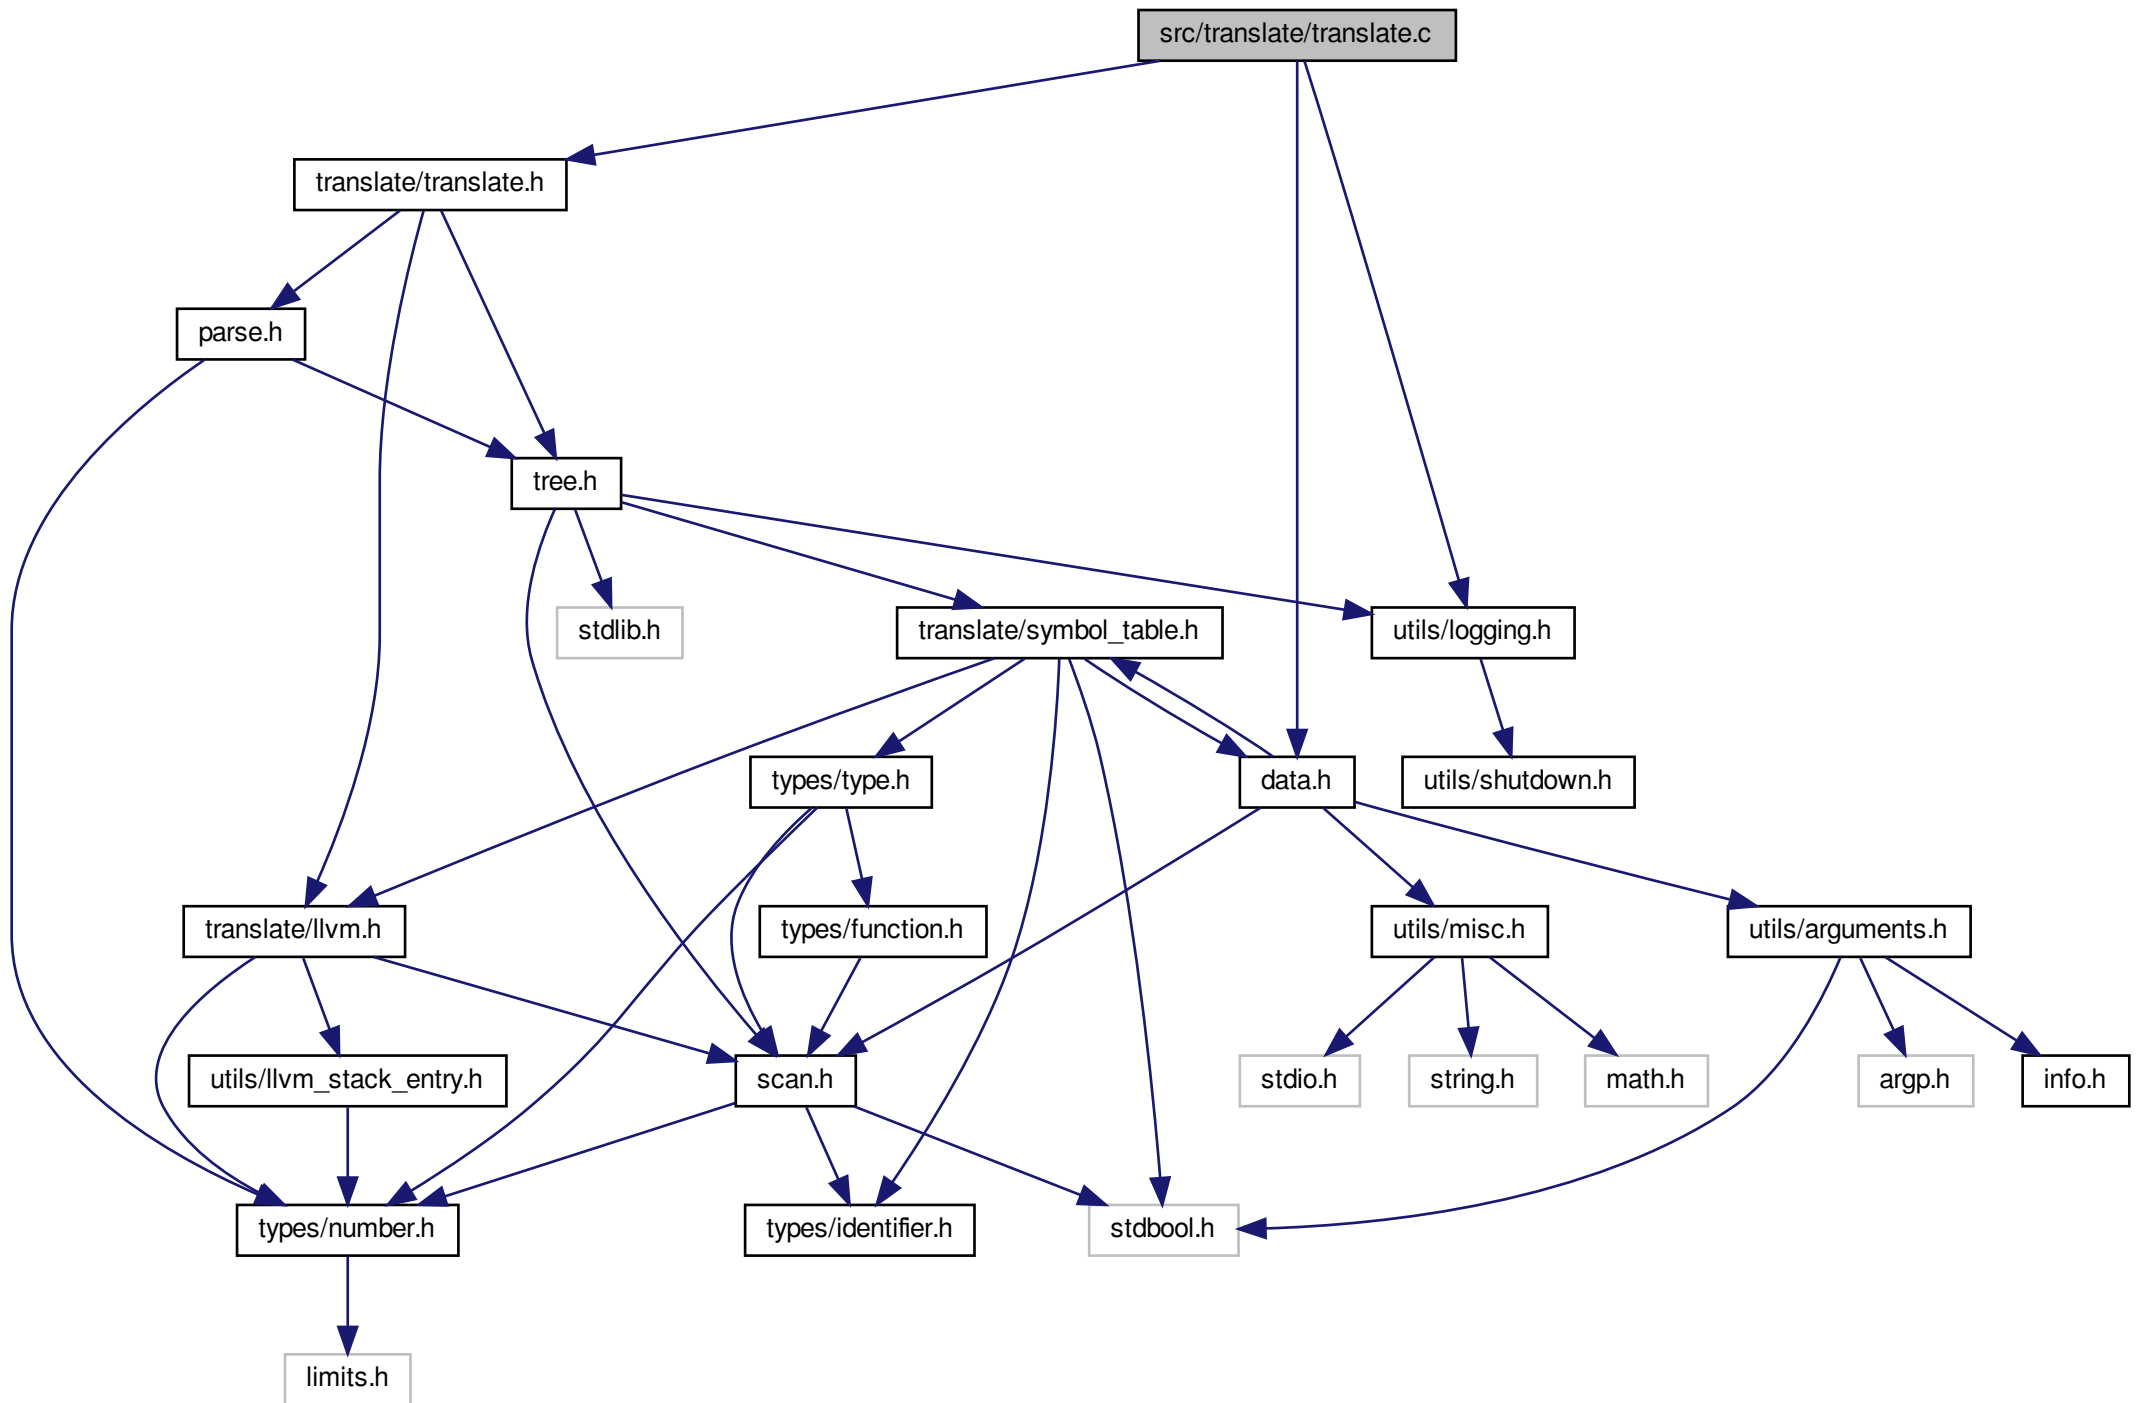 src/translate/translate.c
translate/translate.h
parse.h
tree.h
stdlib.h
translate/symbol_table.h
utils/logging.h
types/type.h
data.h
utils/shutdown.h
translate/llvm.h
types/function.h
utils/misc.h
utils/arguments.h
utils/llvm_stack_entry.h
scan.h
stdio.h
string.h
math.h
argp.h
info.h
types/number.h
types/identifier.h
stdbool.h
limits.h